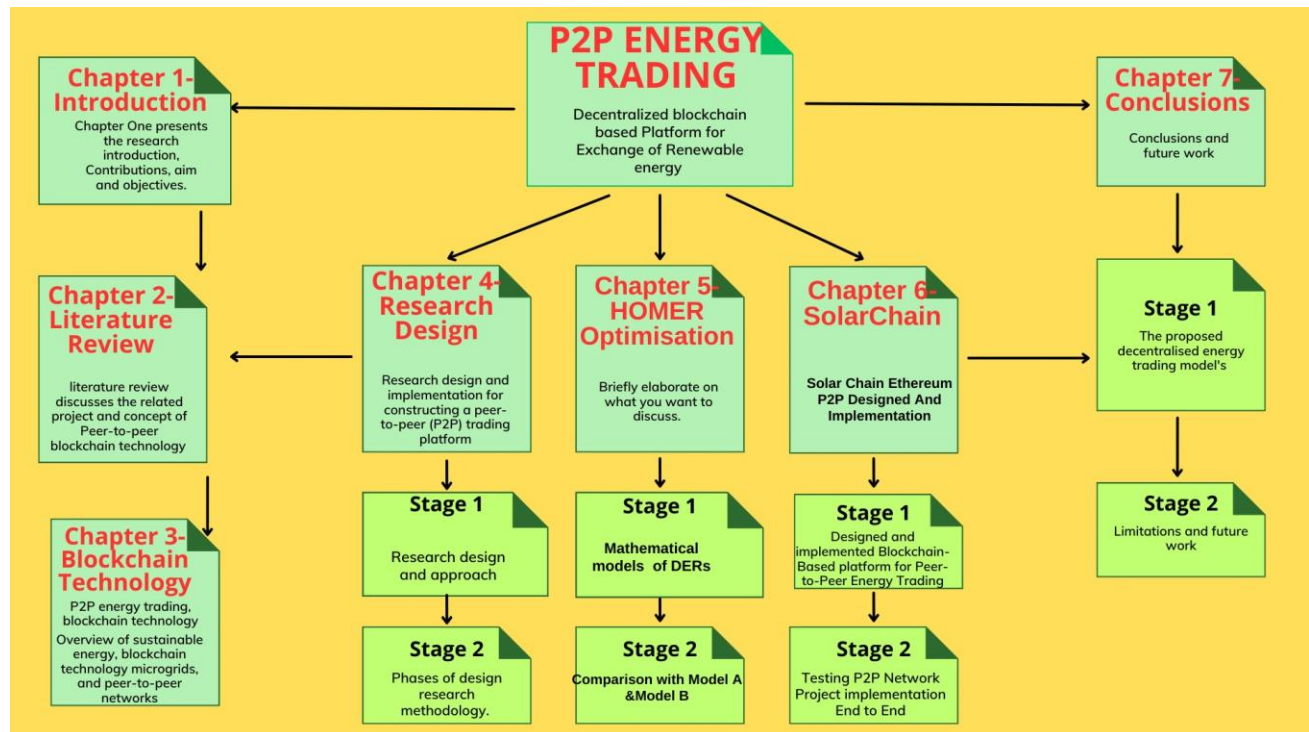 P2P ENERGY
TRADING
Decentralized blockchain
based Platform for
Exchange of Renewable
energy
Chapter 1-
Introduction
Chapter One presents
the research
introduction,
Contributions, aim
and objectives.
Chapter 7-
Conclusions
Conclusions and
future work
Chapter 2-
Literature
Review
literature review
discusses the related
project and concept of
Peer-to-peer
blockchain technology
Chapter 4-
Research
Design
Research design and
implementation for
constructing a peer-
to-peer (P2P) trading
platform
Chapter 5-
HOMER
Optimisation
Briefly elaborate on
what you want to
discuss.
Chapter 6-
SolarChain
Solar Chain Ethereum
P2P Designed And
Implementation
Stage 1
The proposed
decentralised energy
trading model's
Chapter 3-
Blockchain
Technology
P2P energy trading,
blockchain technology
Overview of sustainable
energy, blockchain
technology microgrids,
and peer-to-peer
networks
Stage 1
Research design
and approach
Stage 1
Mathematical
models of DERs
Stage 1
Designed and
implemented Blockchain-
Based platform for Peer-
to-Peer Energy Trading
Stage 2
Limitations and future
work
Stage 2
Phases of design
research
methodology.
Stage 2
Comparison with Model A
&Model B
Stage 2
Testing P2P Network
Project implementation
End to End